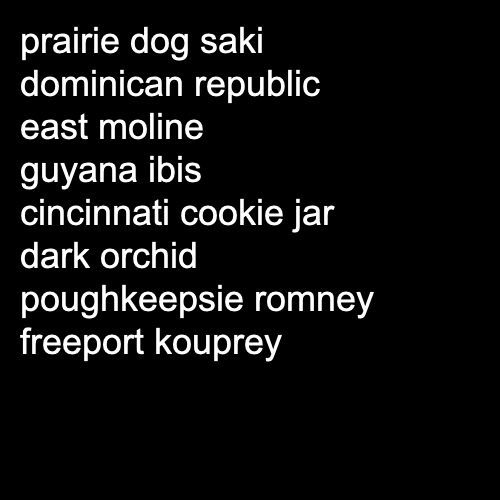 prairie dog saki
dominican republic
east moline
guyana ibis
cincinnati cookie jar
dark orchid
poughkeepsie romney
freeport kouprey